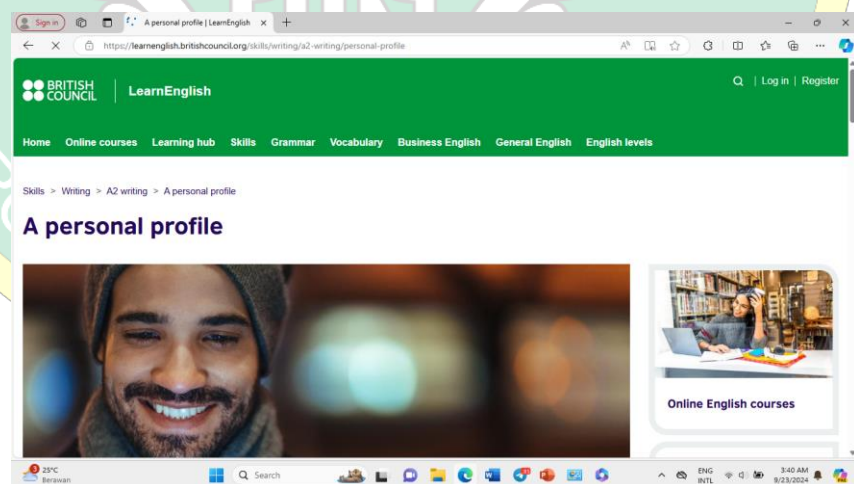 Sign in
A personal profile | LearnEnglish
https://learnenglish.britishcouncil.org/skills/writing/a2-writing/personal-profile
BRITISH
COUNCIL
LearnEnglish
Log in | Register
Home Online courses Learning hub Skills Grammar Vocabulary Business English General English English levels
Skills > Writing > A2 writing > A personal profile
A personal profile
Online English courses
25°C
Berawan
Search
ENG
INTL
3:40 AM
9/23/2024